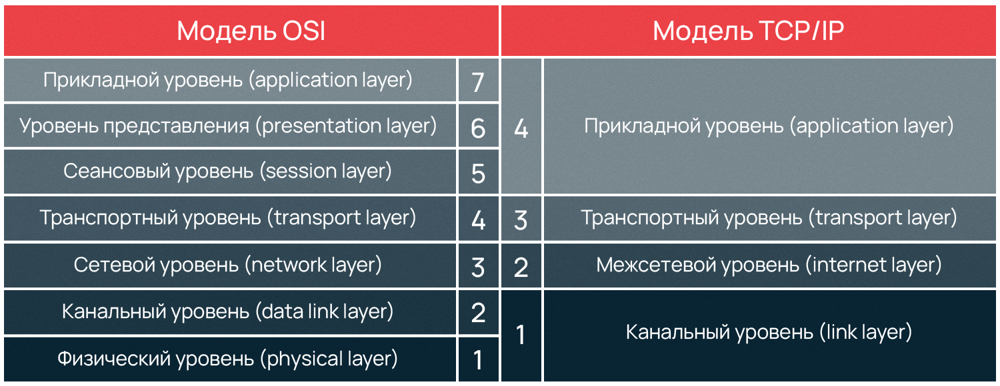 Модель OSI
Модель TCP/IP
Прикладной уровень (application layer)
7
Уровень представления (presentation layer)
6
Сеансовый уровень (session layer)
5
4
Прикладной уровень (application layer)
Транспортный уровень (transport layer)
4
3
Транспортный уровень (transport layer)
Сетевой уровень (network layer)
3
2
Межсетевой уровень (internet layer)
Канальный уровень (data link layer)
2
Физический уровень (physical layer)
1
1
Канальный уровень (link layer)